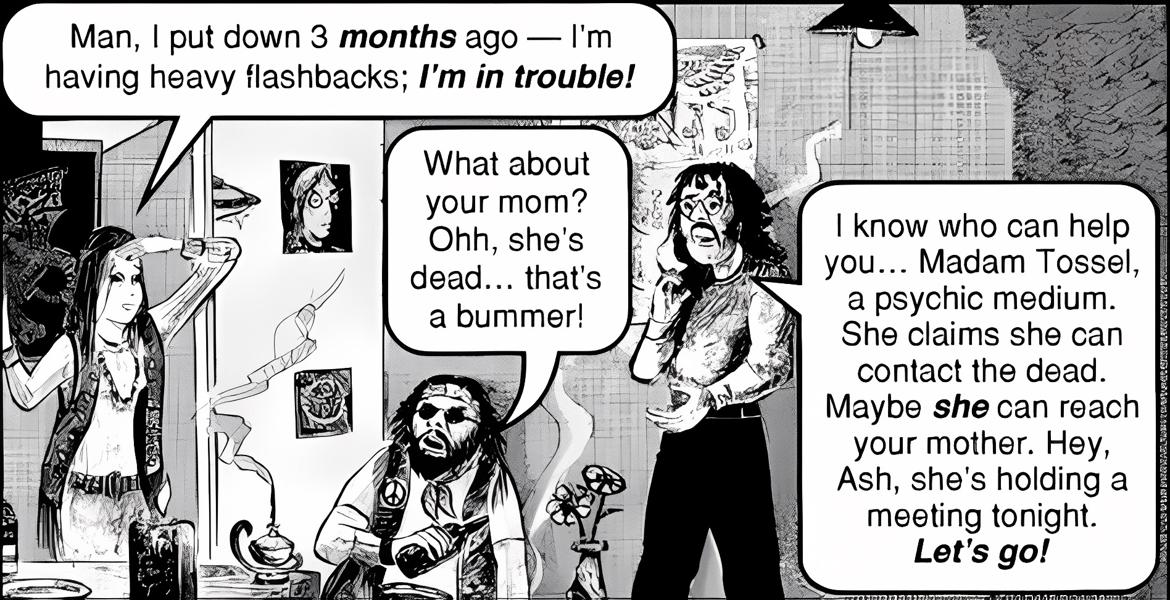 Man, I put down 3 months ago — I'm
having heavy flashbacks; I'm in trouble!
What about
your mom?
Ohh, she's
dead... that's
a bummer!
I know who can help
you... Madam Tossel,
a psychic medium.
She claims she can
contact the dead.
Maybe she can reach
your mother. Hey,
Ash, she's holding a
meeting tonight.
Let's go!